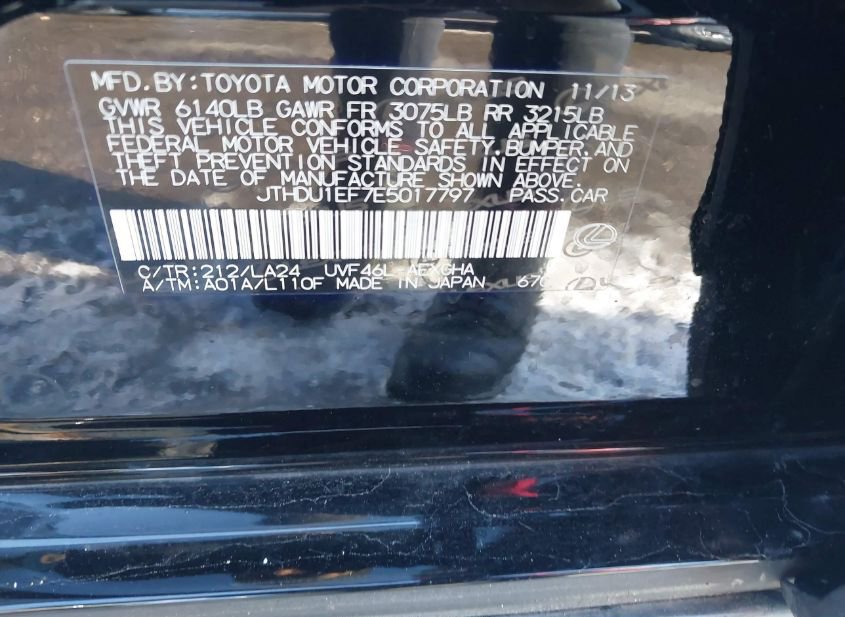 MFD.BY:TOYOTA MOTOR CORPORATION 11/13
GVWR 6140LB GAWR FR 3075LB RR 3215LB
THIS VEHICLE CONFORMS TO ALL APPLICABLE
FEDERAL MOTOR VEHICLE SAFETY,BUMPER,AND
THEFT PREVENTION STANDARDS IN EFFECT ON
THE DATE OF MANUFACTURE SHOWN ABOVE.
JTHDU1EF7E5017797 PASS.CAR
C/TR:212/LA24 UVF46L-AEXGHA
A/TM:A01A/L110F MADE IN JAPAN